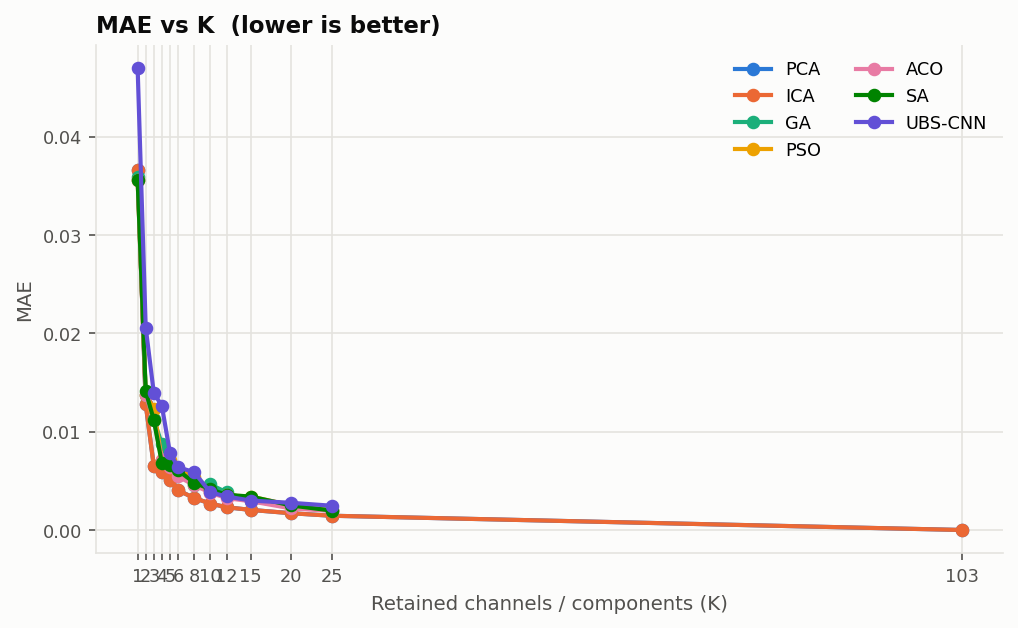 MAE vs K  (lower is better)
PCA
ICA
GA
PSO
ACO
SA
UBS-CNN
0.04
0.03
0.02
0.01
0.00
MAE
1 2 3 4 5 6 8 10 12 15 20 25 103
Retained channels / components (K)